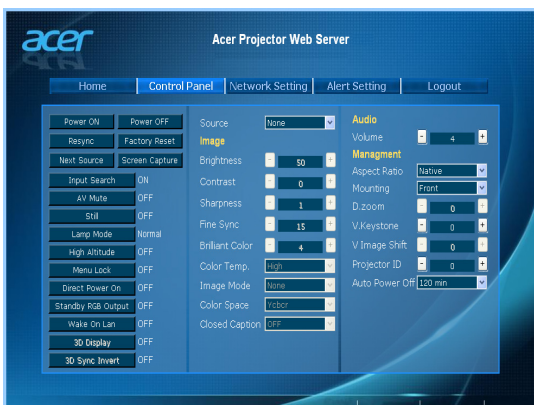 acer
Acer Projector Web Server
Home Control Panel Network Setting Alert Setting Logout
Power ON Power OFF
Resync Factory Reset
Next Source Screen Capture
Input Search ON
AV Mute OFF
Still OFF
Lamp Mode Normal
High Altitude OFF
Menu Lock OFF
Direct Power On OFF
Standby RGB Output OFF
Wake On Lan OFF
3D Display OFF
3D Sync Invert OFF
Source None
Image
Brightness - 50 +
Contrast - 0 +
Sharpness - 1 +
Fine Sync - 15 +
Brilliant Color - 4 +
Color Temp. High
Image Mode None
Color Space Ycbcr
Closed Caption OFF
Audio
Volume - 4 +
Managment
Aspect Ratio Native
Mounting Front
D.zoom - 0 +
V.Keystone - 0 +
V Image Shift - 0 +
Projector ID - 0 +
Auto Power Off 120 min